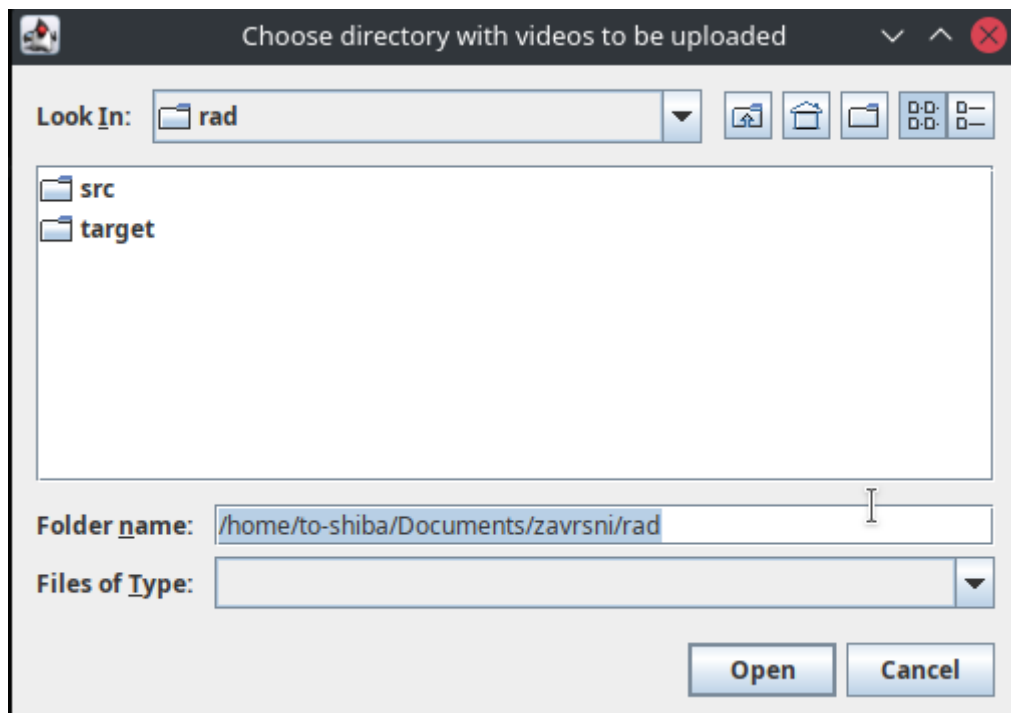 Choose directory with videos to be uploaded
Look In: rad
src
target
Folder name: /home/to-shiba/Documents/zavrsni/rad
Files of Type:
Open Cancel